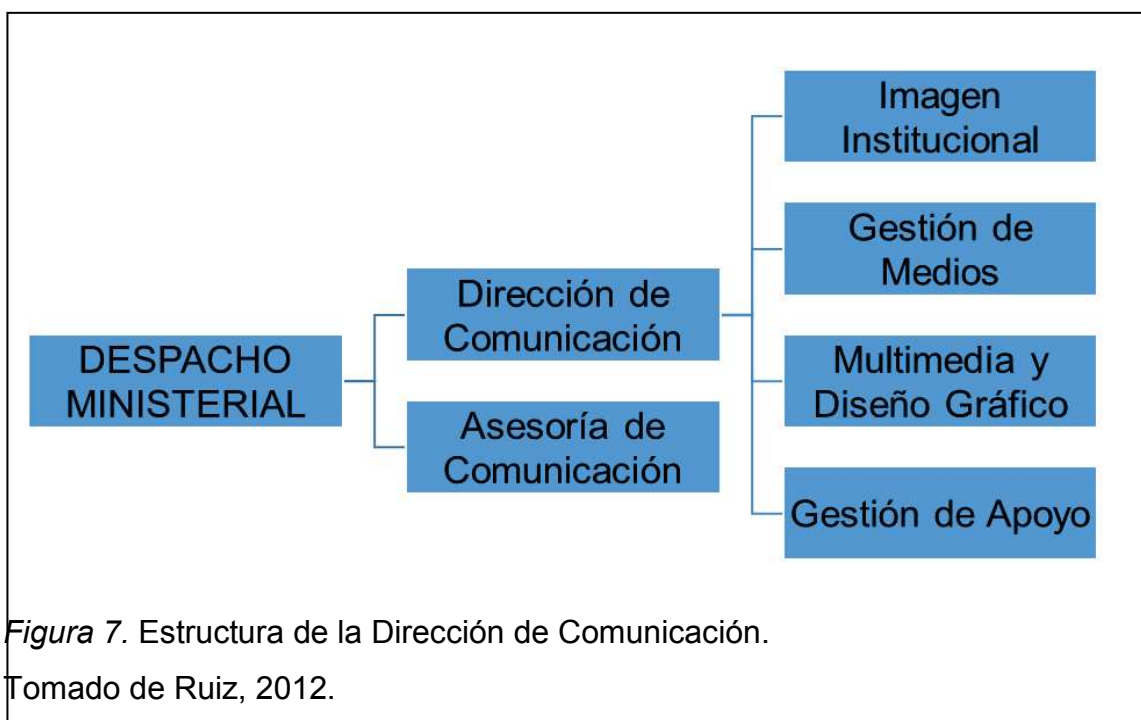 DESPACHO
MINISTERIAL
Dirección de
Comunicación
Asesoría de
Comunicación
Imagen
Institucional
Gestión de
Medios
Multimedia y
Diseño Gráfico
Gestión de Apoyo
Figura 7. Estructura de la Dirección de Comunicación.
Tomado de Ruiz, 2012.